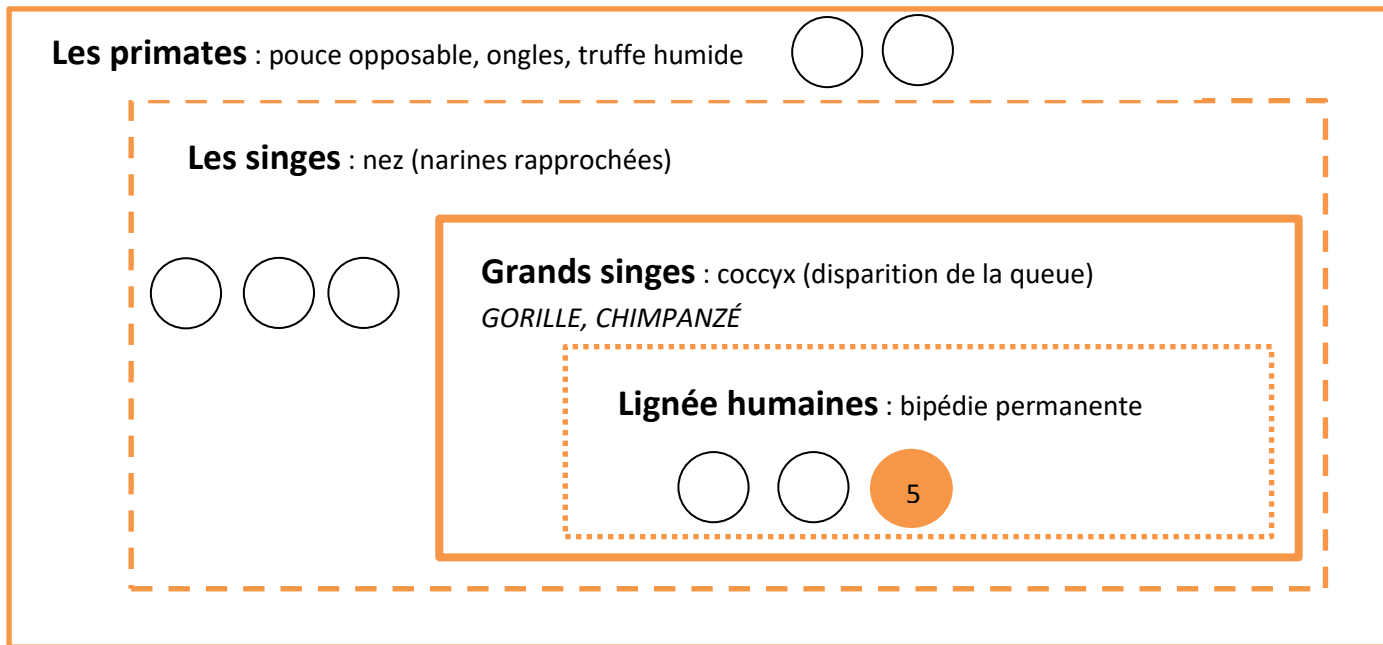 Les primates : pouce opposable, ongles, truffe humide
Les singes : nez (narines rapprochées)
Grands singes : coccyx (disparition de la queue)
GORILLE, CHIMPANZÉ
Lignée humaines : bipédie permanente
5